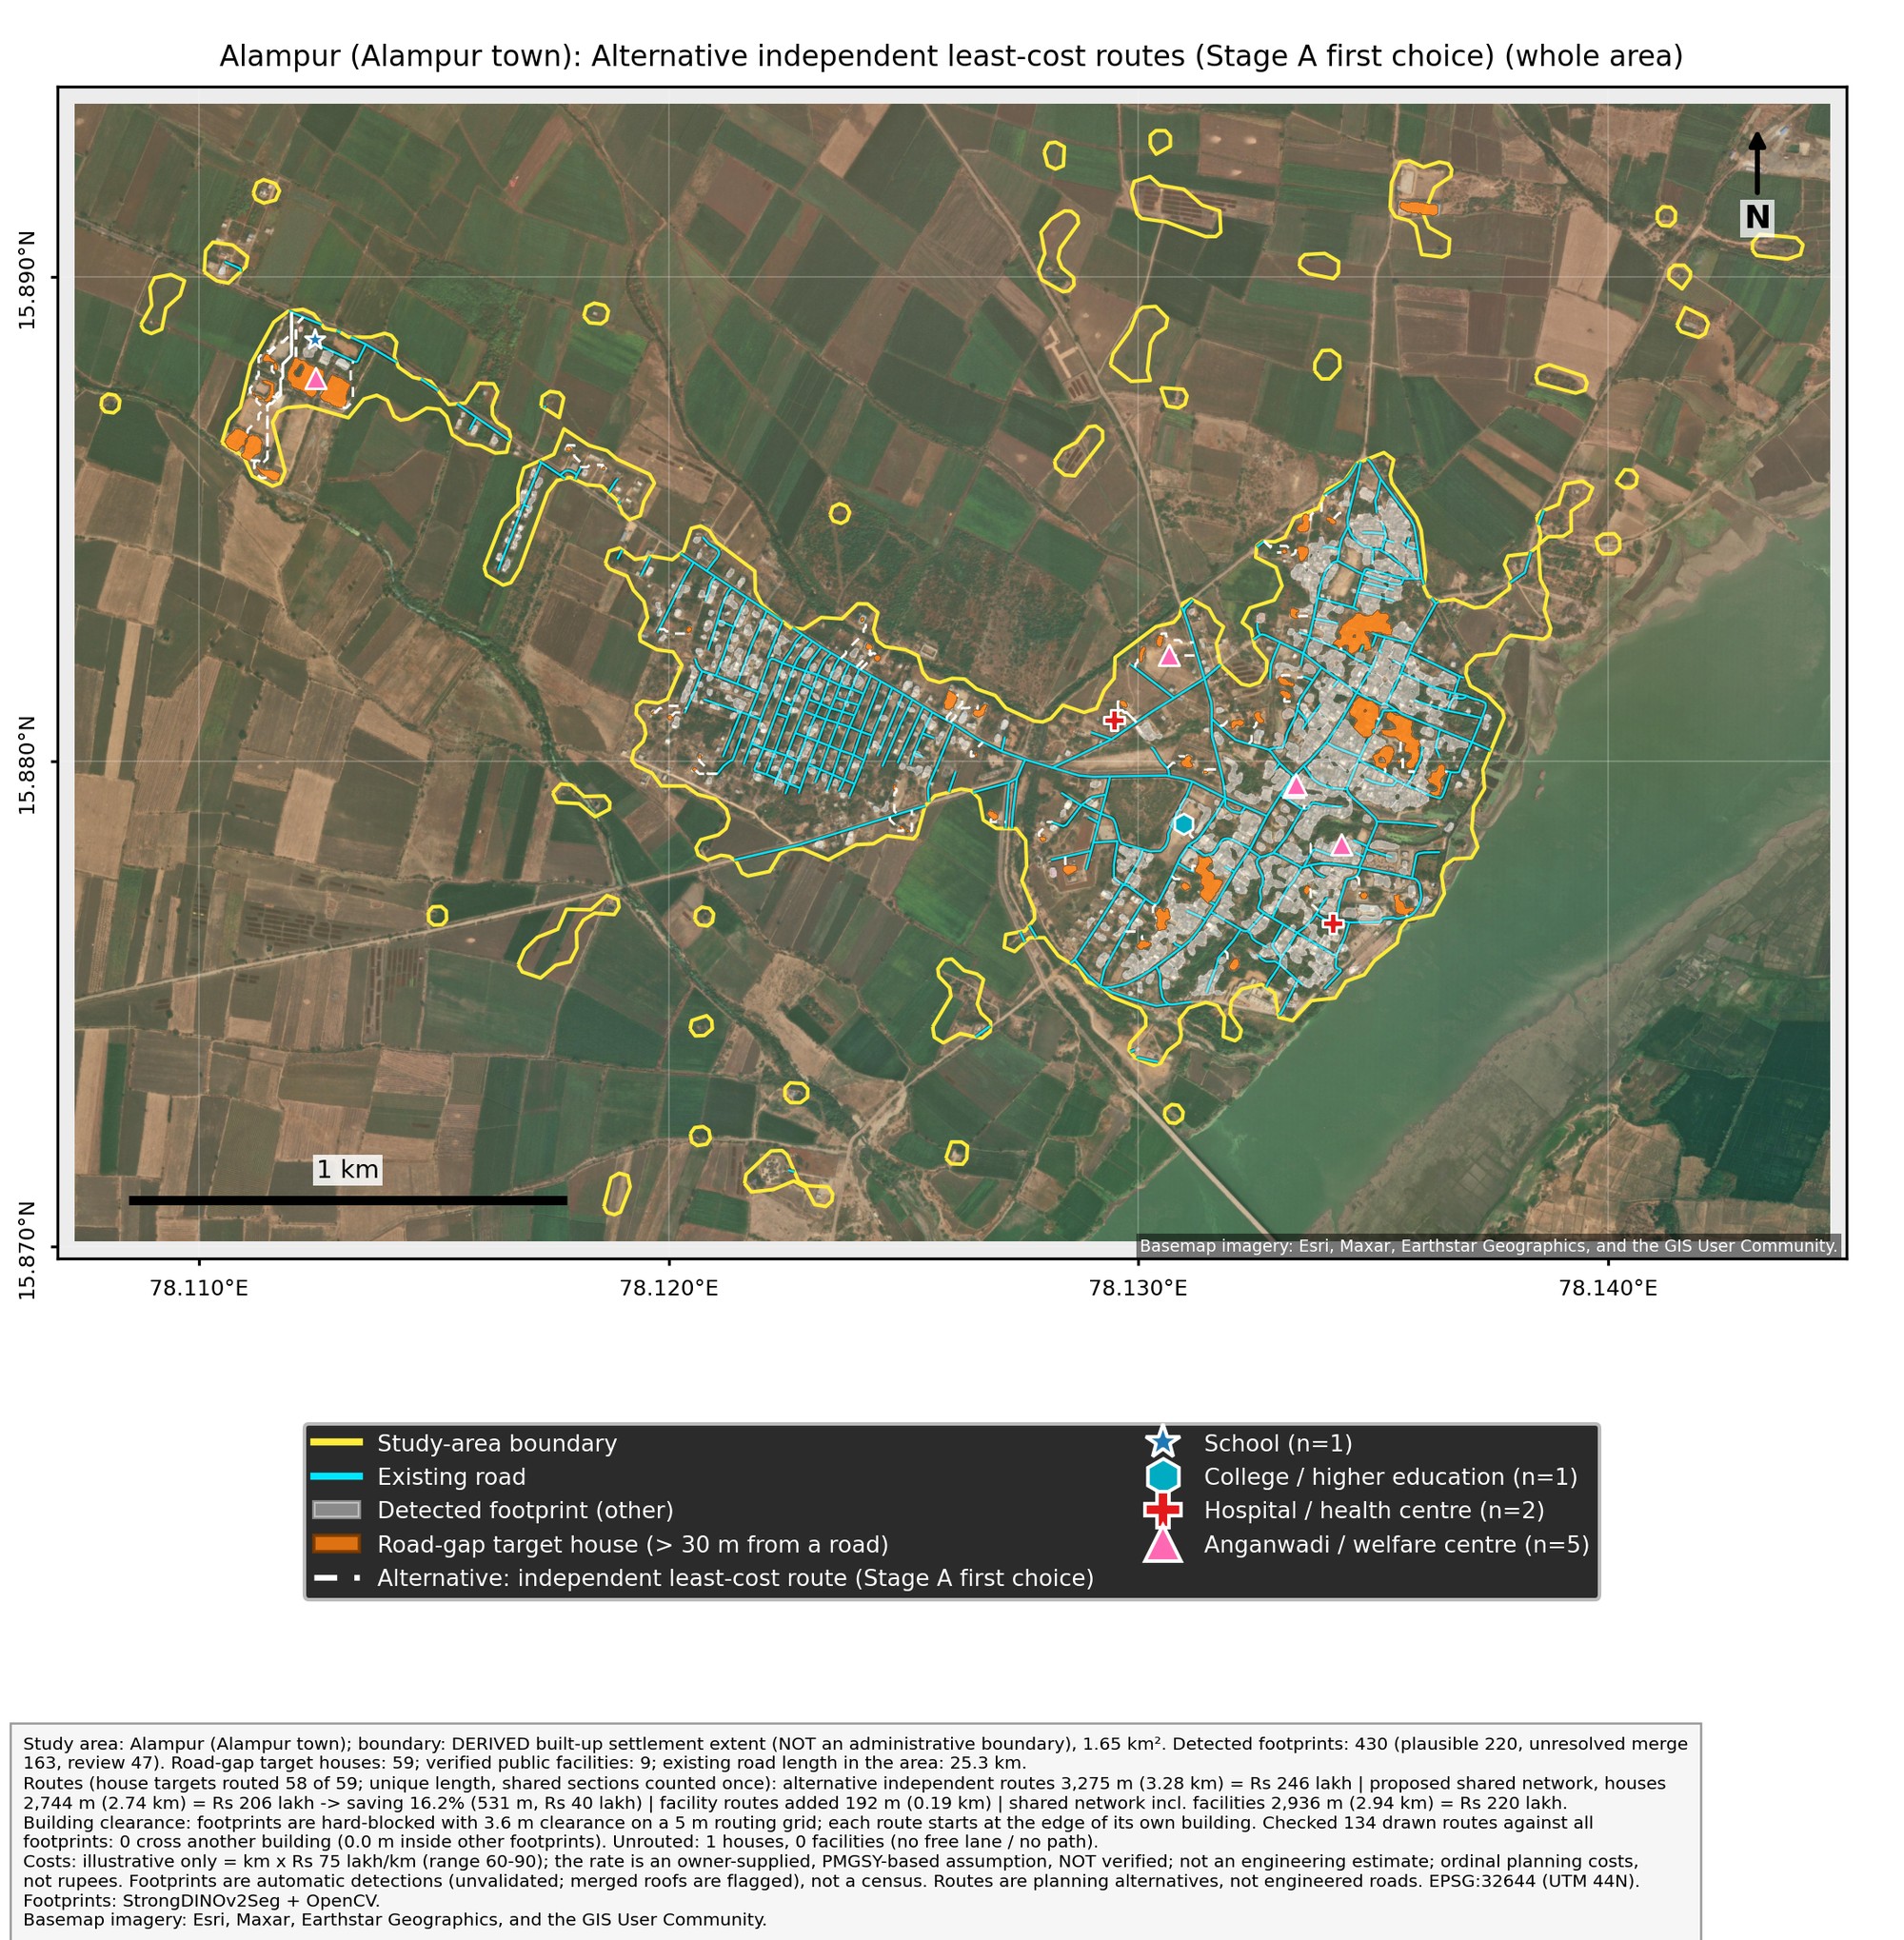 Alampur (Alampur town): Alternative independent least-cost routes (Stage A first choice) (whole area)
N
15.890°N
15.880°N
15.870°N
1 km
Basemap imagery: Esri, Maxar, Earthstar Geographics, and the GIS User Community.
78.110°E
78.120°E
78.130°E
78.140°E
Study-area boundary
Existing road
Detected footprint (other)
Road-gap target house (> 30 m from a road)
Alternative: independent least-cost route (Stage A first choice)
School (n=1)
College / higher education (n=1)
Hospital / health centre (n=2)
Anganwadi / welfare centre (n=5)
Study area: Alampur (Alampur town); boundary: DERIVED built-up settlement extent (NOT an administrative boundary), 1.65 km². Detected footprints: 430 (plausible 220, unresolved merge
163, review 47). Road-gap target houses: 59; verified public facilities: 9; existing road length in the area: 25.3 km.
Routes (house targets routed 58 of 59; unique length, shared sections counted once): alternative independent routes 3,275 m (3.28 km) = Rs 246 lakh | proposed shared network, houses
2,744 m (2.74 km) = Rs 206 lakh -> saving 16.2% (531 m, Rs 40 lakh) | facility routes added 192 m (0.19 km) | shared network incl. facilities 2,936 m (2.94 km) = Rs 220 lakh.
Building clearance: footprints are hard-blocked with 3.6 m clearance on a 5 m routing grid; each route starts at the edge of its own building. Checked 134 drawn routes against all
footprints: 0 cross another building (0.0 m inside other footprints). Unrouted: 1 houses, 0 facilities (no free lane / no path).
Costs: illustrative only = km x Rs 75 lakh/km (range 60-90); the rate is an owner-supplied, PMGSY-based assumption, NOT verified; not an engineering estimate; ordinal planning costs,
not rupees. Footprints are automatic detections (unvalidated; merged roofs are flagged), not a census. Routes are planning alternatives, not engineered roads. EPSG:32644 (UTM 44N).
Footprints: StrongDINOv2Seg + OpenCV.
Basemap imagery: Esri, Maxar, Earthstar Geographics, and the GIS User Community.